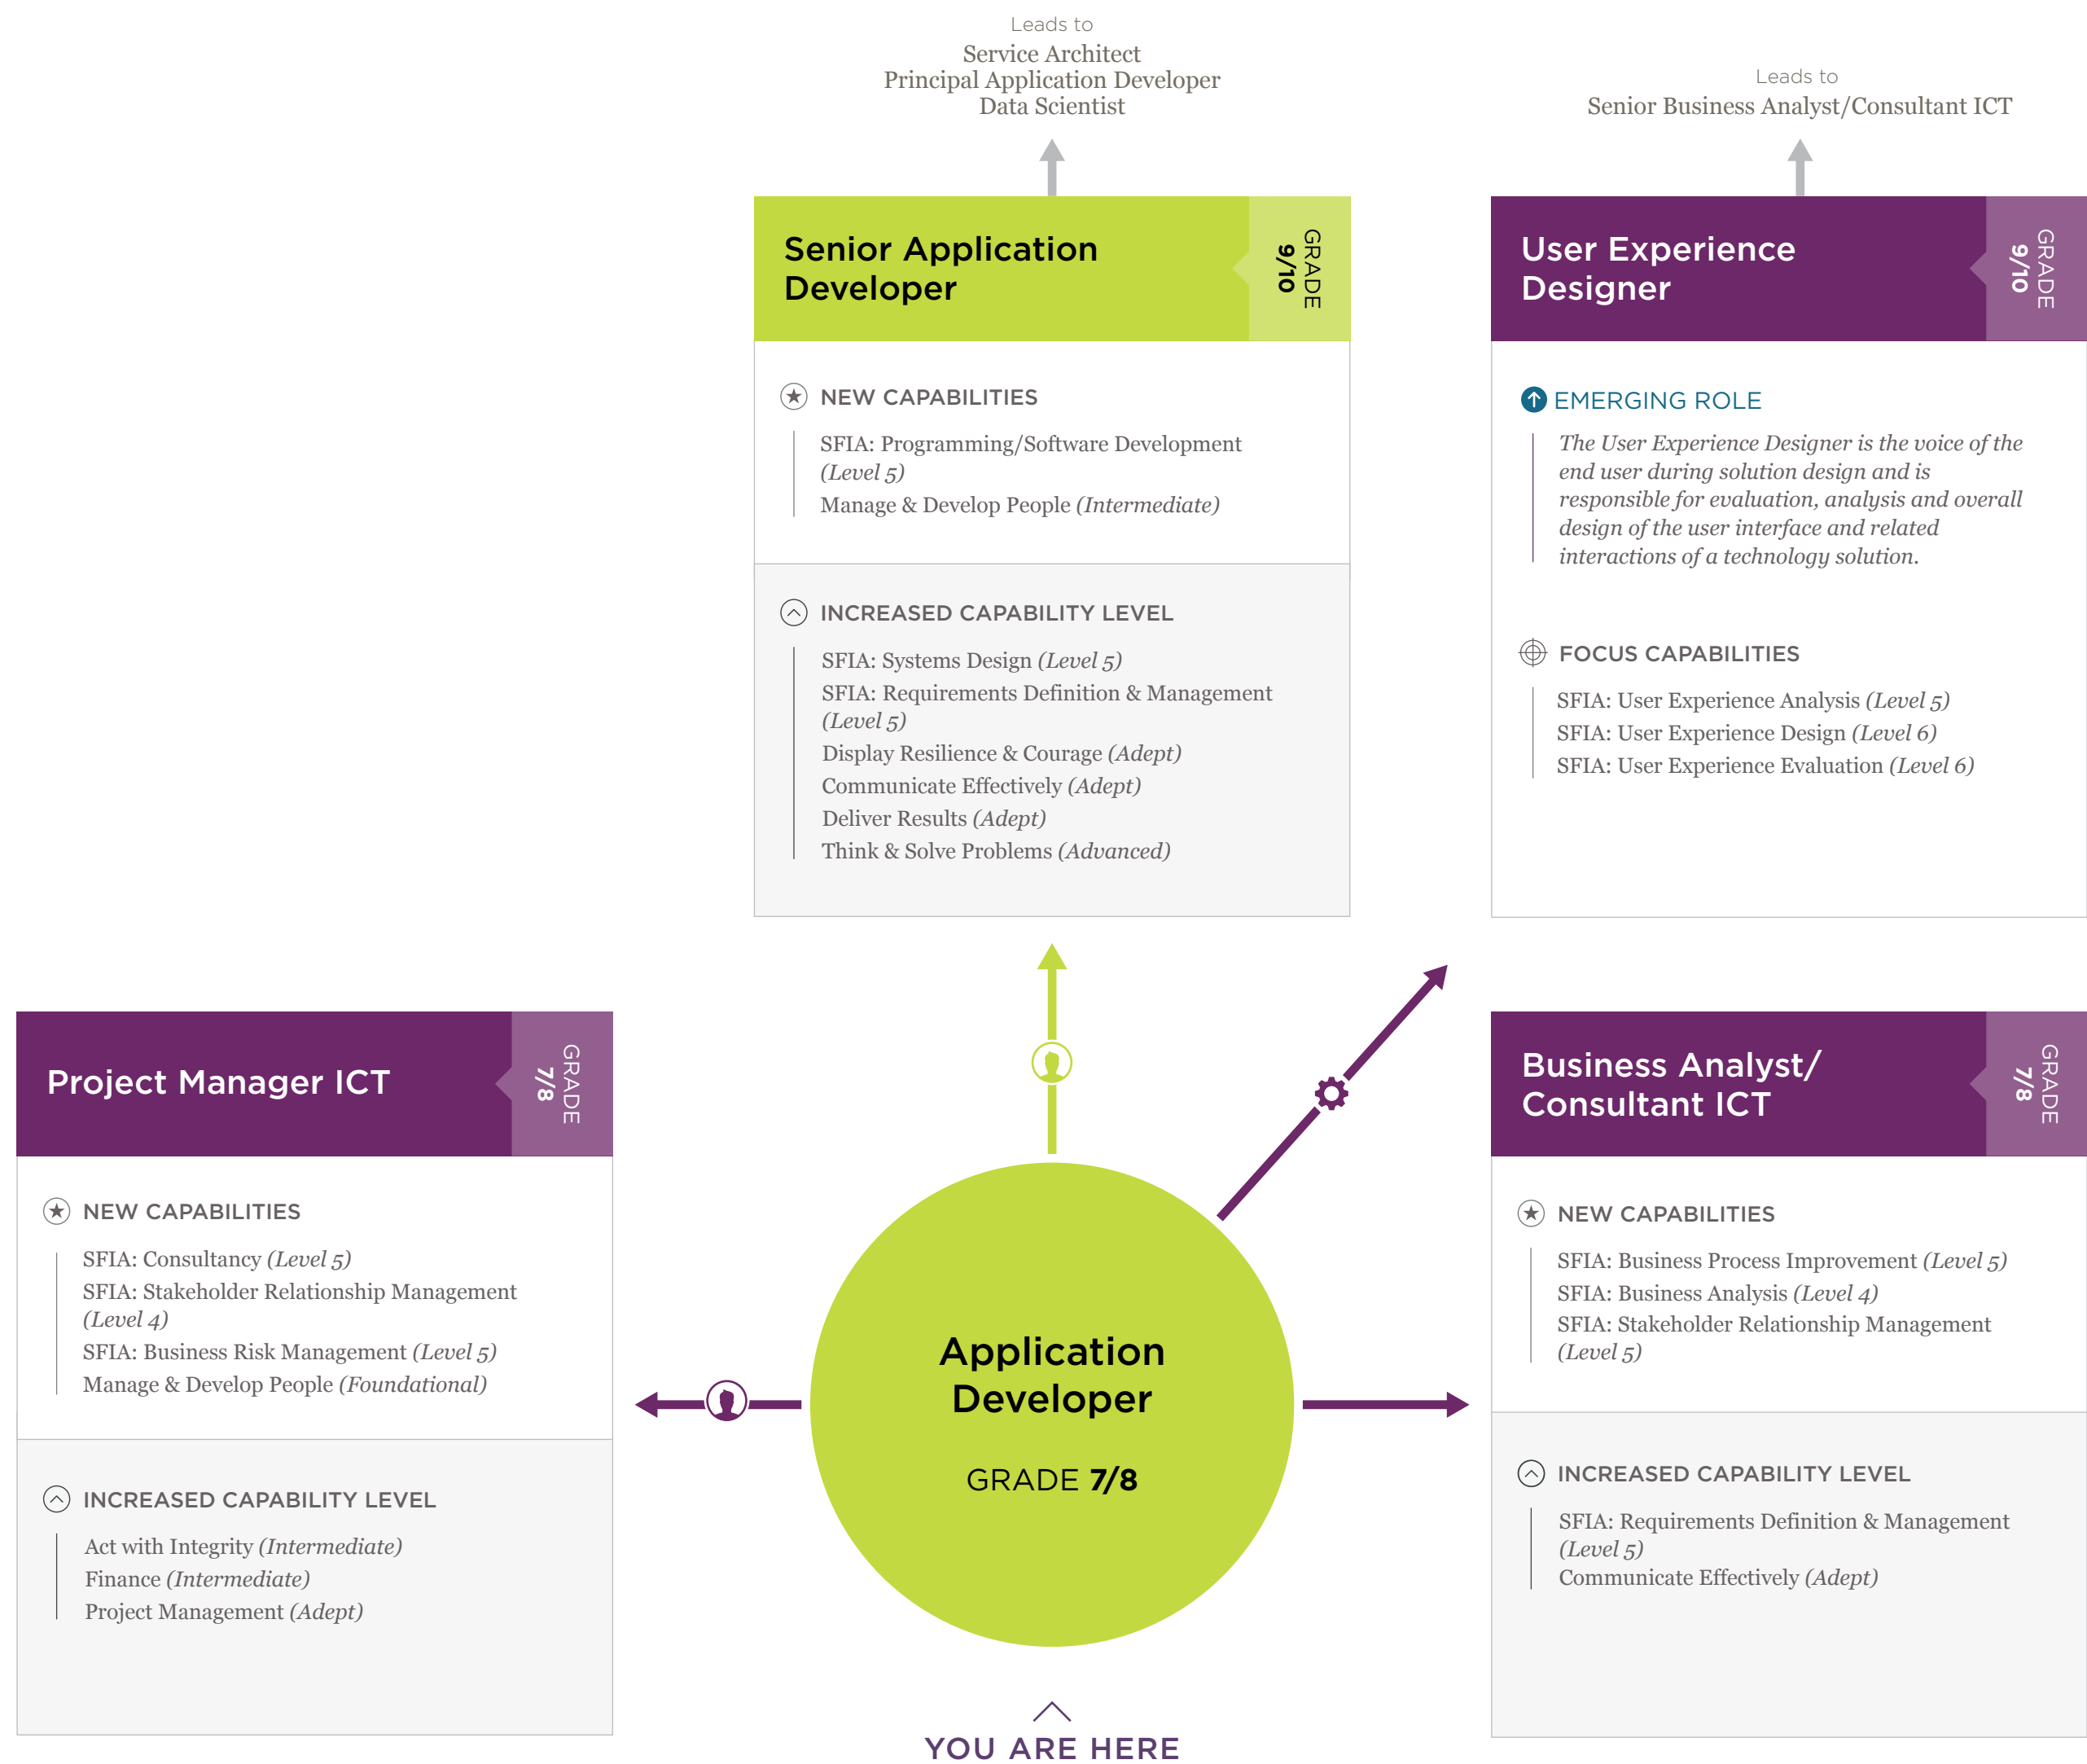 Leads to
Service Architect
Principal Application Developer
Data Scientist
Leads to
Senior Business Analyst/Consultant ICT
Senior Application
Developer
GRADE
9/10
NEW CAPABILITIES
SFIA: Programming/Software Development
(Level 5)
Manage & Develop People (Intermediate)
INCREASED CAPABILITY LEVEL
SFIA: Systems Design (Level 5)
SFIA: Requirements Definition & Management
(Level 5)
Display Resilience & Courage (Adept)
Communicate Effectively (Adept)
Deliver Results (Adept)
Think & Solve Problems (Advanced)
User Experience
Designer
GRADE
9/10
EMERGING ROLE
The User Experience Designer is the voice of the
end user during solution design and is
responsible for evaluation, analysis and overall
design of the user interface and related
interactions of a technology solution.
FOCUS CAPABILITIES
SFIA: User Experience Analysis (Level 5)
SFIA: User Experience Design (Level 6)
SFIA: User Experience Evaluation (Level 6)
Project Manager ICT
GRADE
7/8
NEW CAPABILITIES
SFIA: Consultancy (Level 5)
SFIA: Stakeholder Relationship Management
(Level 4)
SFIA: Business Risk Management (Level 5)
Manage & Develop People (Foundational)
INCREASED CAPABILITY LEVEL
Act with Integrity (Intermediate)
Finance (Intermediate)
Project Management (Adept)
Application
Developer
GRADE 7/8
YOU ARE HERE
Business Analyst/
Consultant ICT
GRADE
7/8
NEW CAPABILITIES
SFIA: Business Process Improvement (Level 5)
SFIA: Business Analysis (Level 4)
SFIA: Stakeholder Relationship Management
(Level 5)
INCREASED CAPABILITY LEVEL
SFIA: Requirements Definition & Management
(Level 5)
Communicate Effectively (Adept)